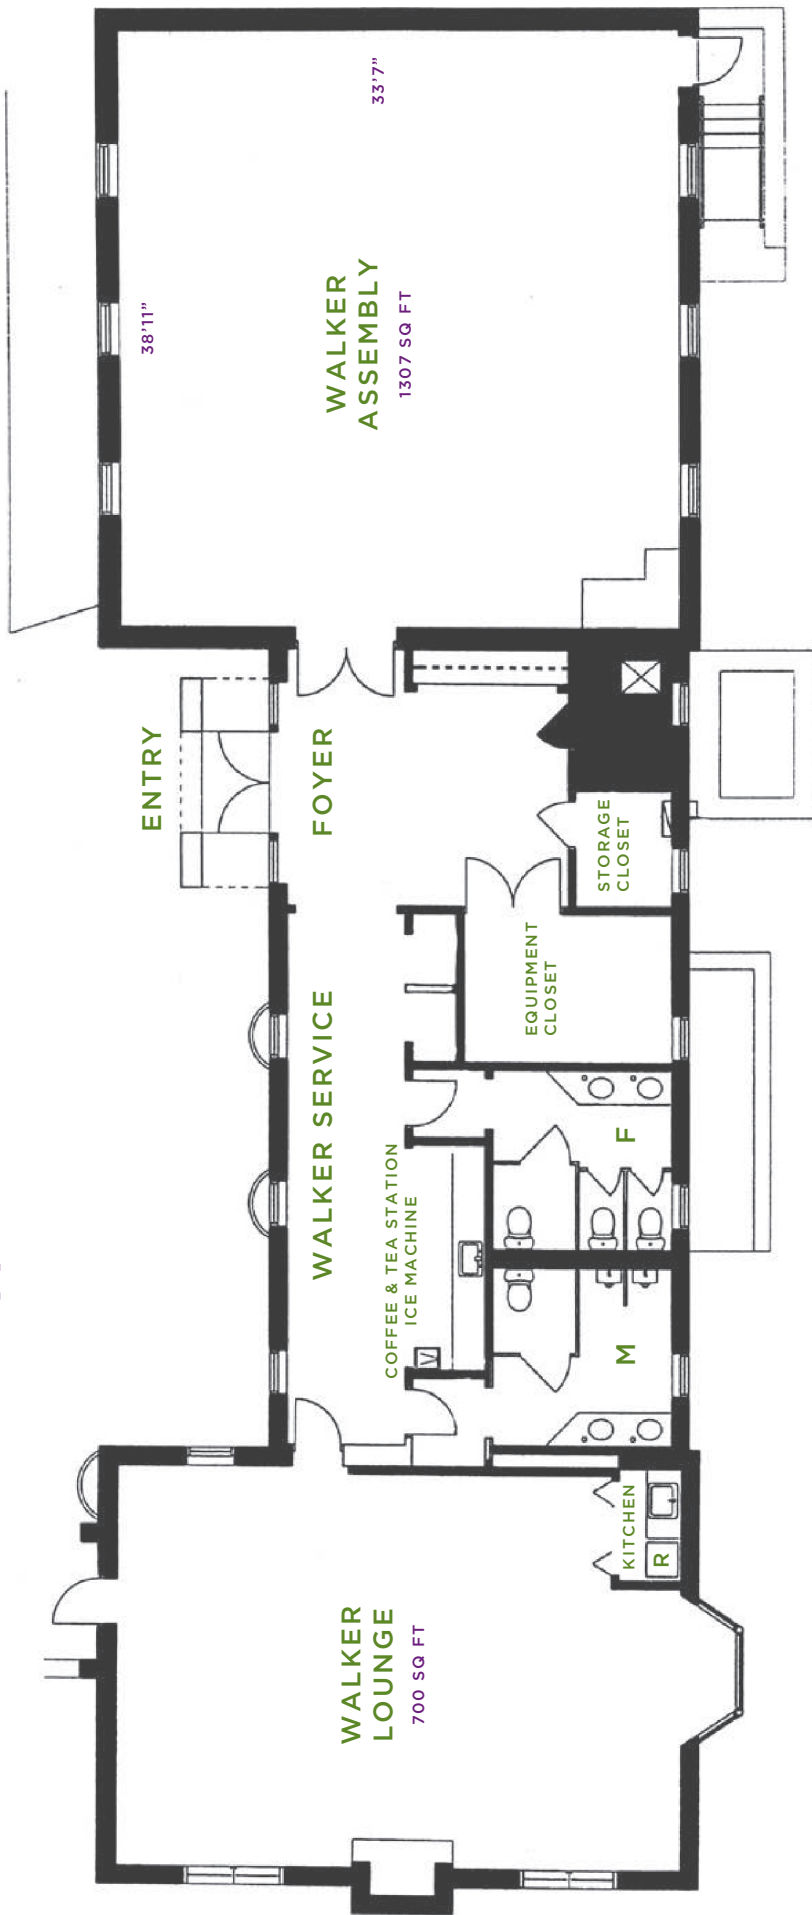 WALKER
LOUNGE
700 SQ FT
KITCHEN
R
WALKER SERVICE
COFFEE & TEA STATION
ICE MACHINE
M
F
EQUIPMENT
CLOSET
STORAGE
CLOSET
ENTRY
FOYER
WALKER
ASSEMBLY
1307 SQ FT
38'11"
33'7"